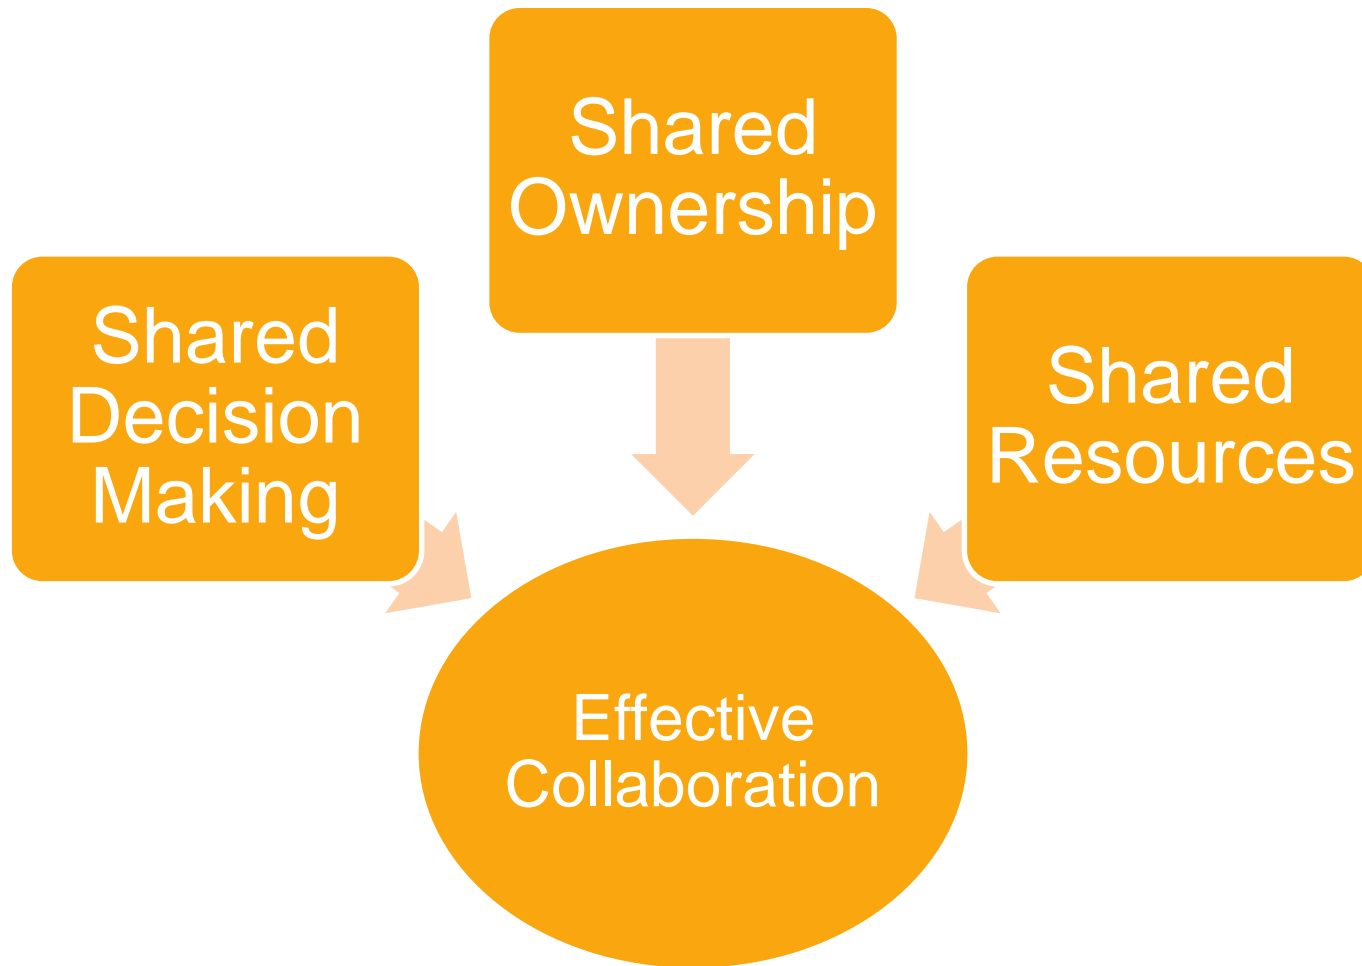 Shared
Ownership
Shared
Decision
Making
Shared
Resources
Effective
Collaboration